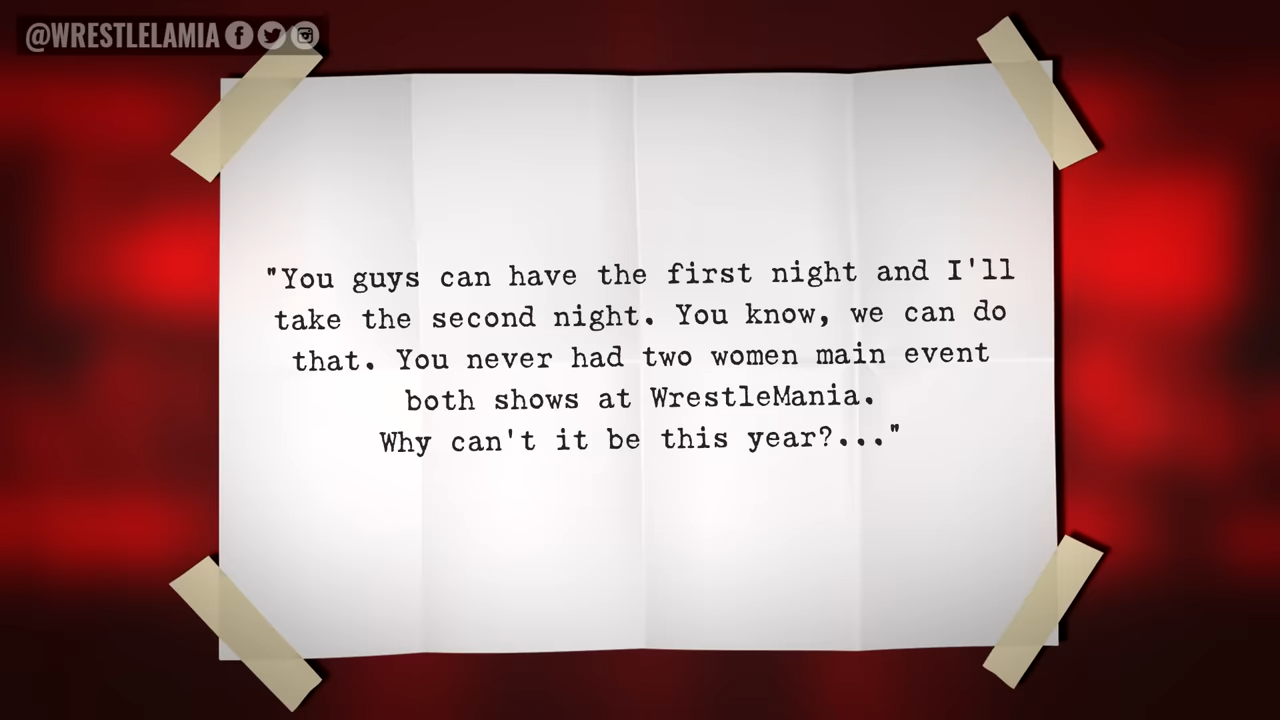 @WRESTLELAMIA
"You guys can have the first night and I'll
take the second night. You know, we can do
that. You never had two women main event
both shows at WrestleMania.
Why can't it be this year?..."